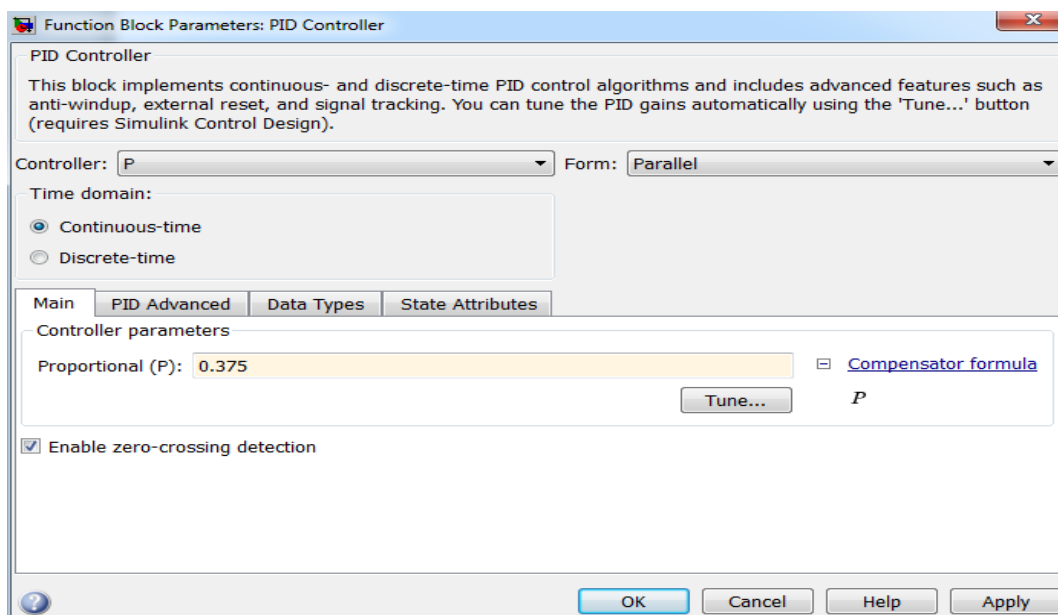 Function Block Parameters: PID Controller
PID Controller
This block implements continuous- and discrete-time PID control algorithms and includes advanced features such as
anti-windup, external reset, and signal tracking. You can tune the PID gains automatically using the 'Tune...' button
(requires Simulink Control Design).
Controller: P Form: Parallel
Time domain:
Continuous-time
Discrete-time
Main PID Advanced Data Types State Attributes
Controller parameters
Proportional (P): 0.375 Compensator formula
Tune... P
Enable zero-crossing detection
? OK Cancel Help Apply